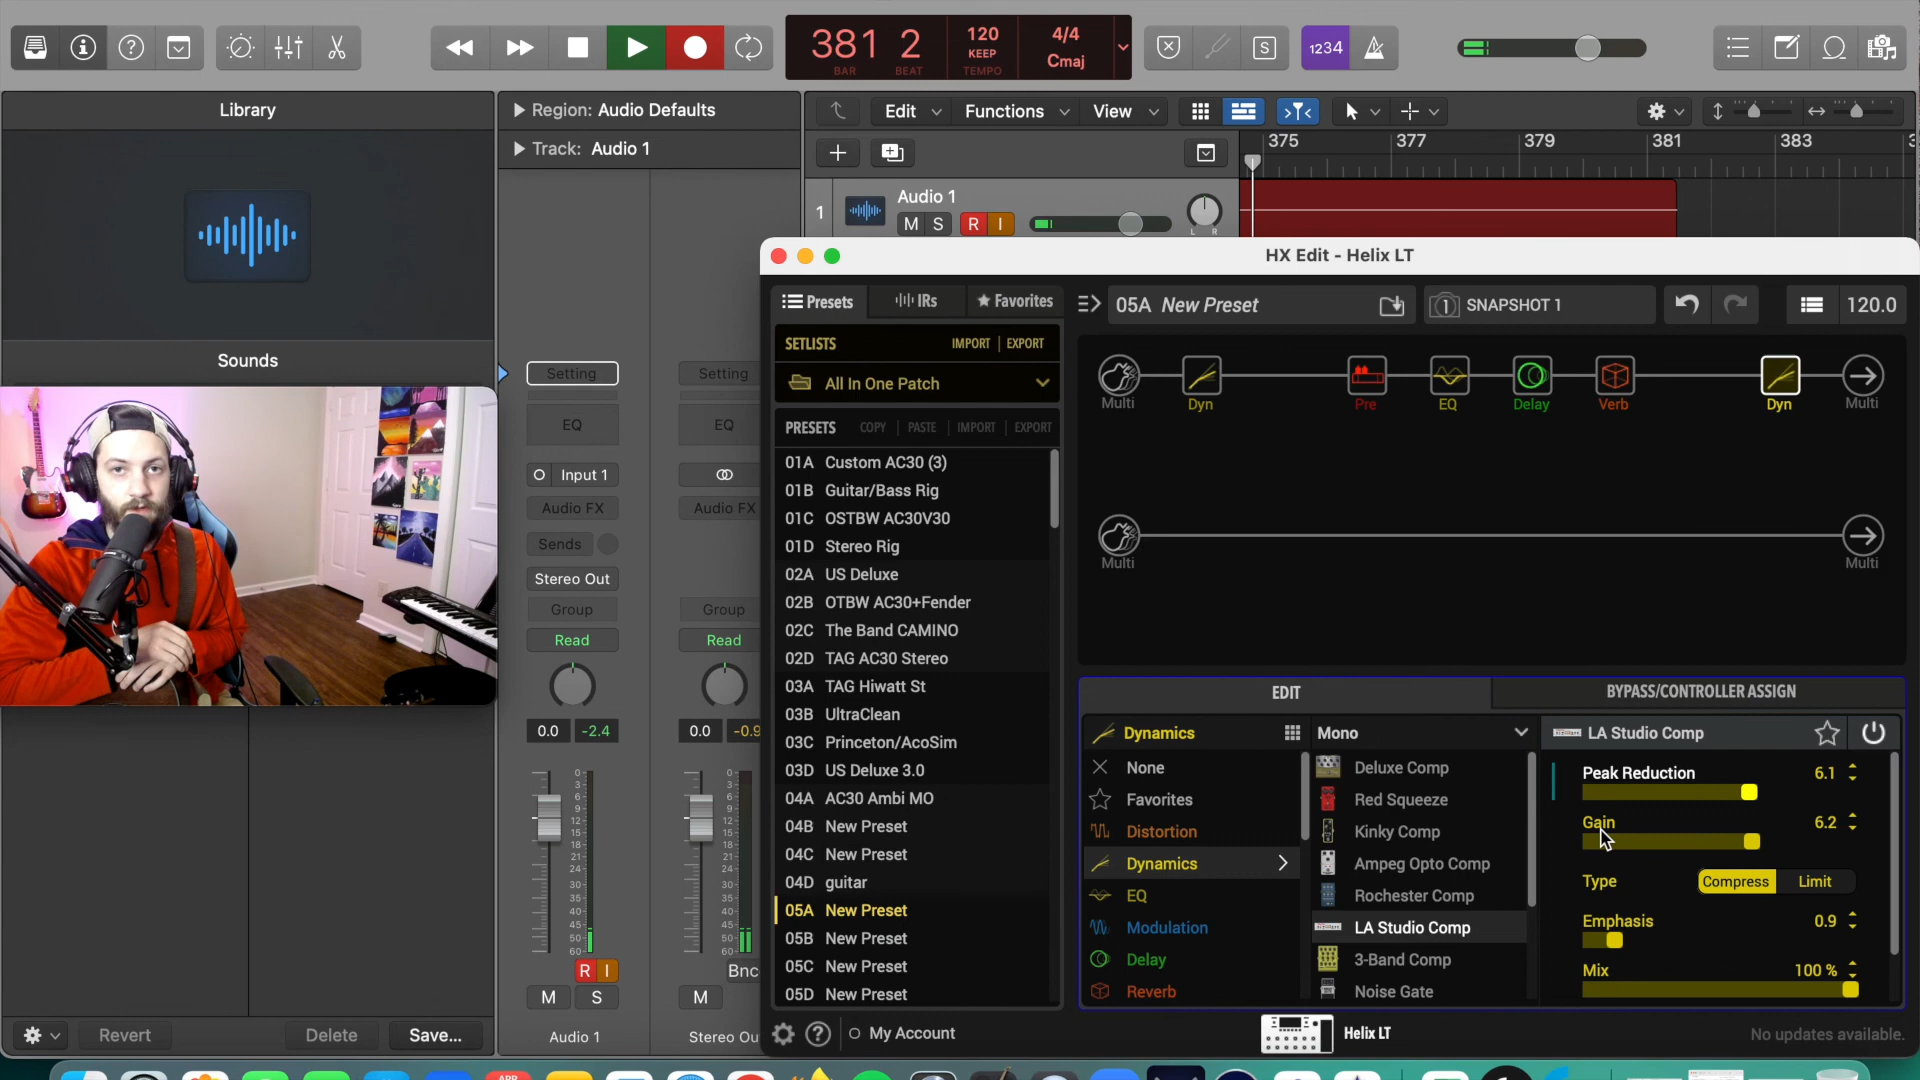 381 2
BAR BEAT
120
KEEP
TEMPO
4/4
Cmaj
S
1234
Library
Region: Audio Defaults
Track: Audio 1
Edit
Functions
View
375 377 379 381 383
1
Audio 1
M S R I
L R
Sounds
Setting
EQ
Input 1
Audio FX
Sends
Stereo Out
Group
Read
0.0 -2.4
R I
M S
Audio 1
Setting
EQ
Audio FX
Group
Read
0.0 -0.9
Bnc
M
Stereo Ou
Revert
Delete
Save...
HX Edit - Helix LT
Presets
IRs
Favorites
SETLISTS
IMPORT | EXPORT
All In One Patch
PRESETS COPY | PASTE | IMPORT | EXPORT
01A Custom AC30 (3)
01B Guitar/Bass Rig
01C OSTBW AC30V30
01D Stereo Rig
02A US Deluxe
02B OTBW AC30+Fender
02C The Band CAMINO
02D TAG AC30 Stereo
03A TAG Hiwatt St
03B UltraClean
03C Princeton/AcoSim
03D US Deluxe 3.0
04A AC30 Ambi MO
04B New Preset
04C New Preset
04D guitar
05A New Preset
05B New Preset
05C New Preset
05D New Preset
My Account
05A New Preset
1 SNAPSHOT 1
120.0
Multi Dyn Pre EQ Delay Verb Dyn Multi
Multi Multi
EDIT
BYPASS/CONTROLLER ASSIGN
Dynamics
None
Favorites
Distortion
Dynamics
EQ
Modulation
Delay
Reverb
Mono
Deluxe Comp
Red Squeeze
Kinky Comp
Ampeg Opto Comp
Rochester Comp
LA Studio Comp
3-Band Comp
Noise Gate
LA Studio Comp
Peak Reduction 6.1
Gain 6.2
Type Compress Limit
Emphasis 0.9
Mix 100 %
Helix LT
No updates available.
APR